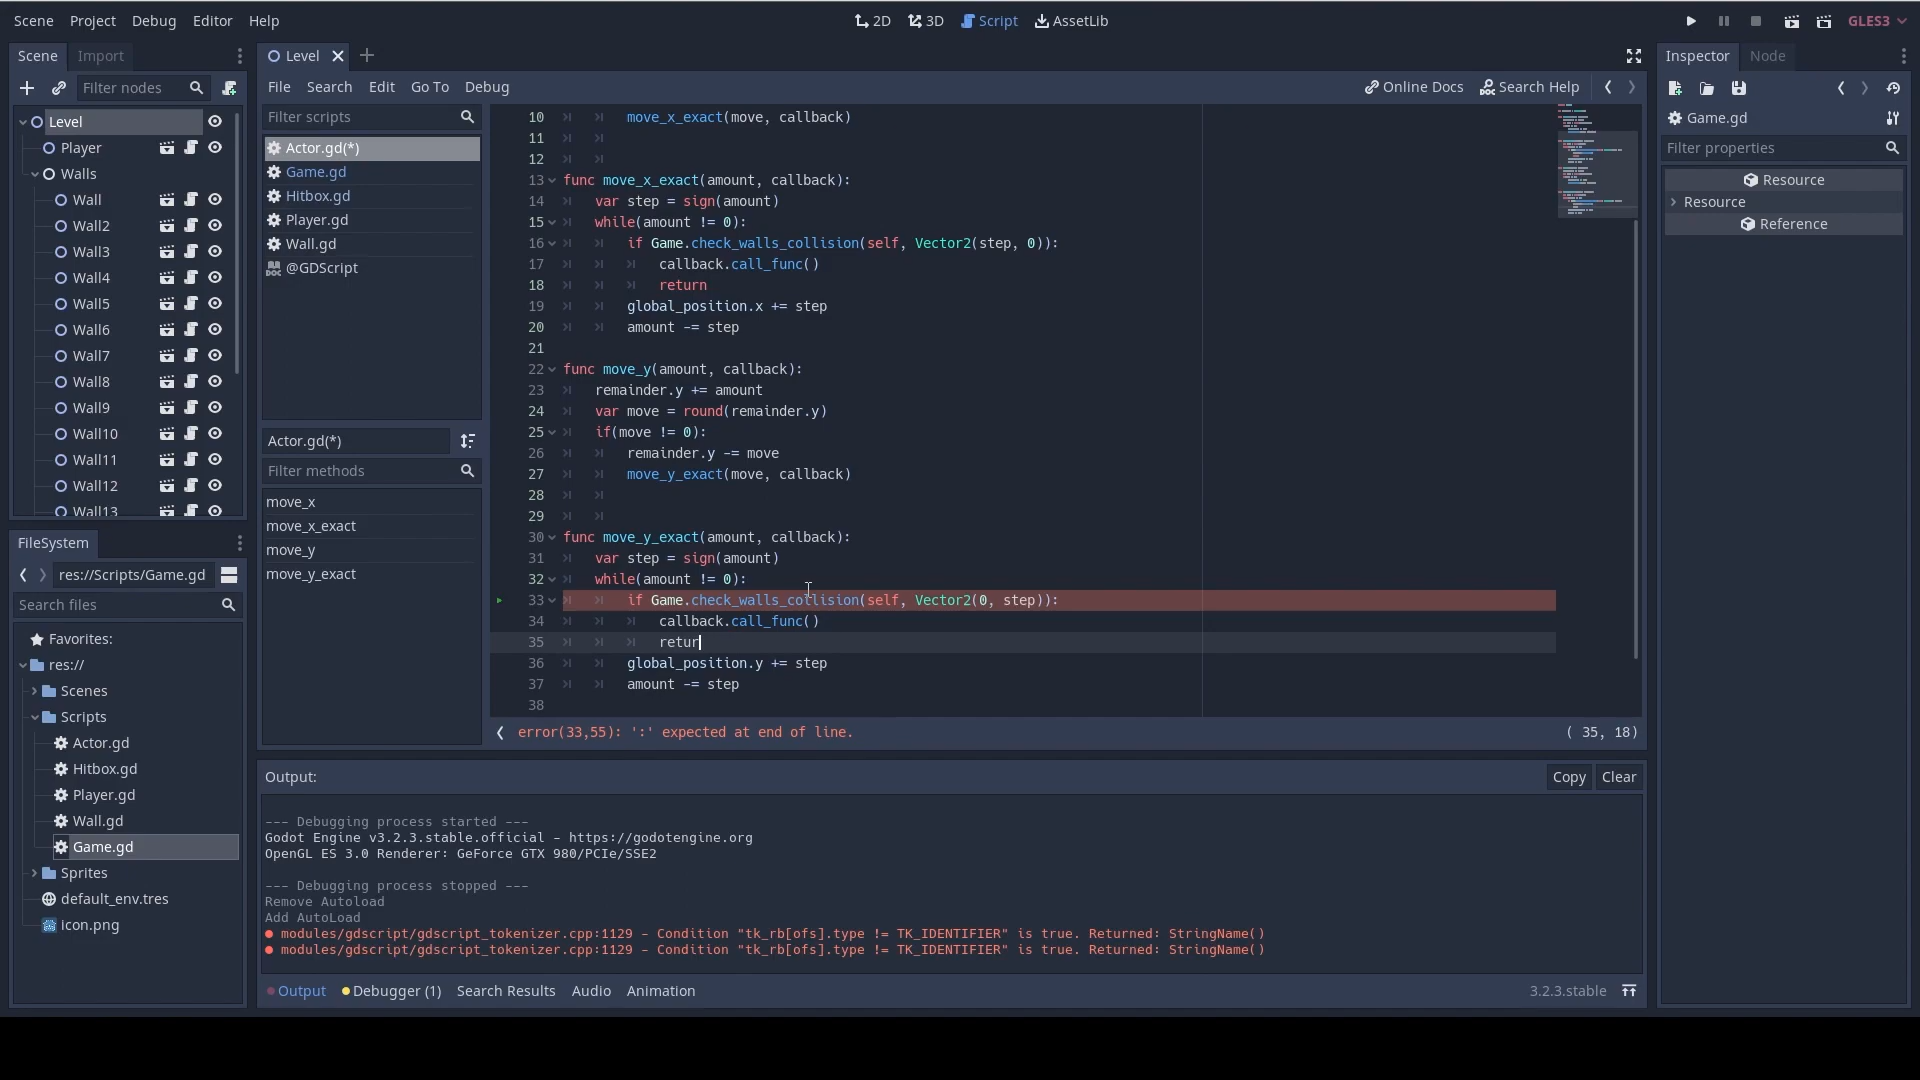 Scene Project Debug Editor Help
2D 3D Script AssetLib
GLES3
Scene Import
Filter nodes
Level
Player
Walls
Wall
Wall2
Wall3
Wall4
Wall5
Wall6
Wall7
Wall8
Wall9
Wall10
Wall11
Wall12
Wall13
FileSystem
res://Scripts/Game.gd
Search files
Favorites:
res://
Scenes
Scripts
Actor.gd
Hitbox.gd
Player.gd
Wall.gd
Game.gd
Sprites
default_env.tres
icon.png
Level
File Search Edit Go To Debug
Online Docs Search Help
Filter scripts
Actor.gd(*)
Game.gd
Hitbox.gd
Player.gd
Wall.gd
@GDScript
Actor.gd(*)
Filter methods
move_x
move_x_exact
move_y
move_y_exact
10 move_x_exact(move, callback)
11
12
13 func move_x_exact(amount, callback):
14 var step = sign(amount)
15 while(amount != 0):
16 if Game.check_walls_collision(self, Vector2(step, 0)):
17 callback.call_func()
18 return
19 global_position.x += step
20 amount -= step
21
22 func move_y(amount, callback):
23 remainder.y += amount
24 var move = round(remainder.y)
25 if(move != 0):
26 remainder.y -= move
27 move_y_exact(move, callback)
28
29
30 func move_y_exact(amount, callback):
31 var step = sign(amount)
32 while(amount != 0):
33 if Game.check_walls_collision(self, Vector2(0, step)):
34 callback.call_func()
35 retur
36 global_position.y += step
37 amount -= step
38
error(33,55): ':' expected at end of line.
( 35, 18)
Output:
Copy Clear
--- Debugging process started ---
Godot Engine v3.2.3.stable.official - https://godotengine.org
OpenGL ES 3.0 Renderer: GeForce GTX 980/PCIe/SSE2
--- Debugging process stopped ---
Remove Autoload
Add AutoLoad
modules/gdscript/gdscript_tokenizer.cpp:1129 - Condition "tk_rb[ofs].type != TK_IDENTIFIER" is true. Returned: StringName()
modules/gdscript/gdscript_tokenizer.cpp:1129 - Condition "tk_rb[ofs].type != TK_IDENTIFIER" is true. Returned: StringName()
Output Debugger (1) Search Results Audio Animation
3.2.3.stable
Inspector Node
Game.gd
Filter properties
Resource
Resource
Reference